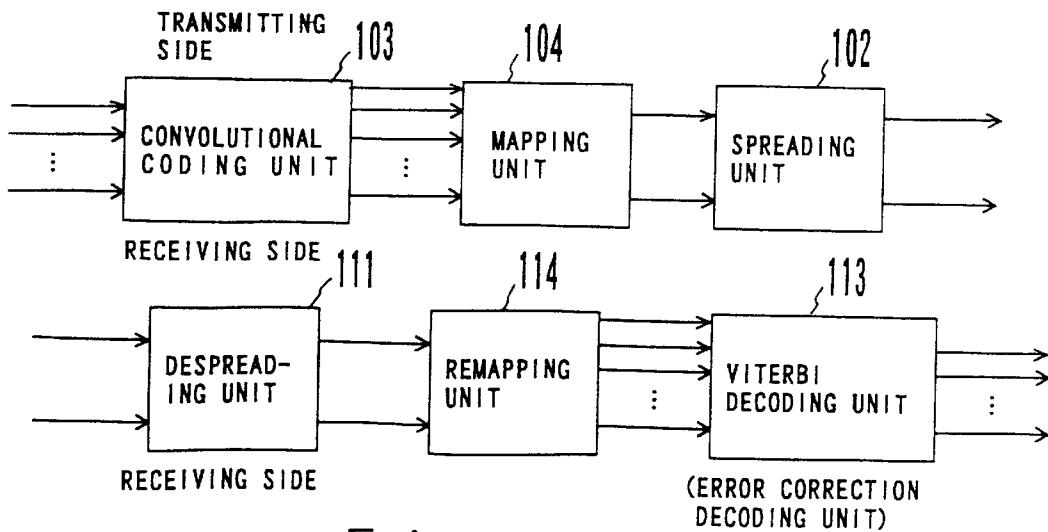 TRANSMITTING
SIDE
103
104
102
CONVOLUTIONAL
CODING UNIT
MAPPING
UNIT
SPREADING
UNIT
RECEIVING SIDE
111
114
113
DESPREAD-
ING UNIT
REMAPPING
UNIT
VITERBI
DECODING UNIT
RECEIVING SIDE
(ERROR CORRECTION
DECODING UNIT)